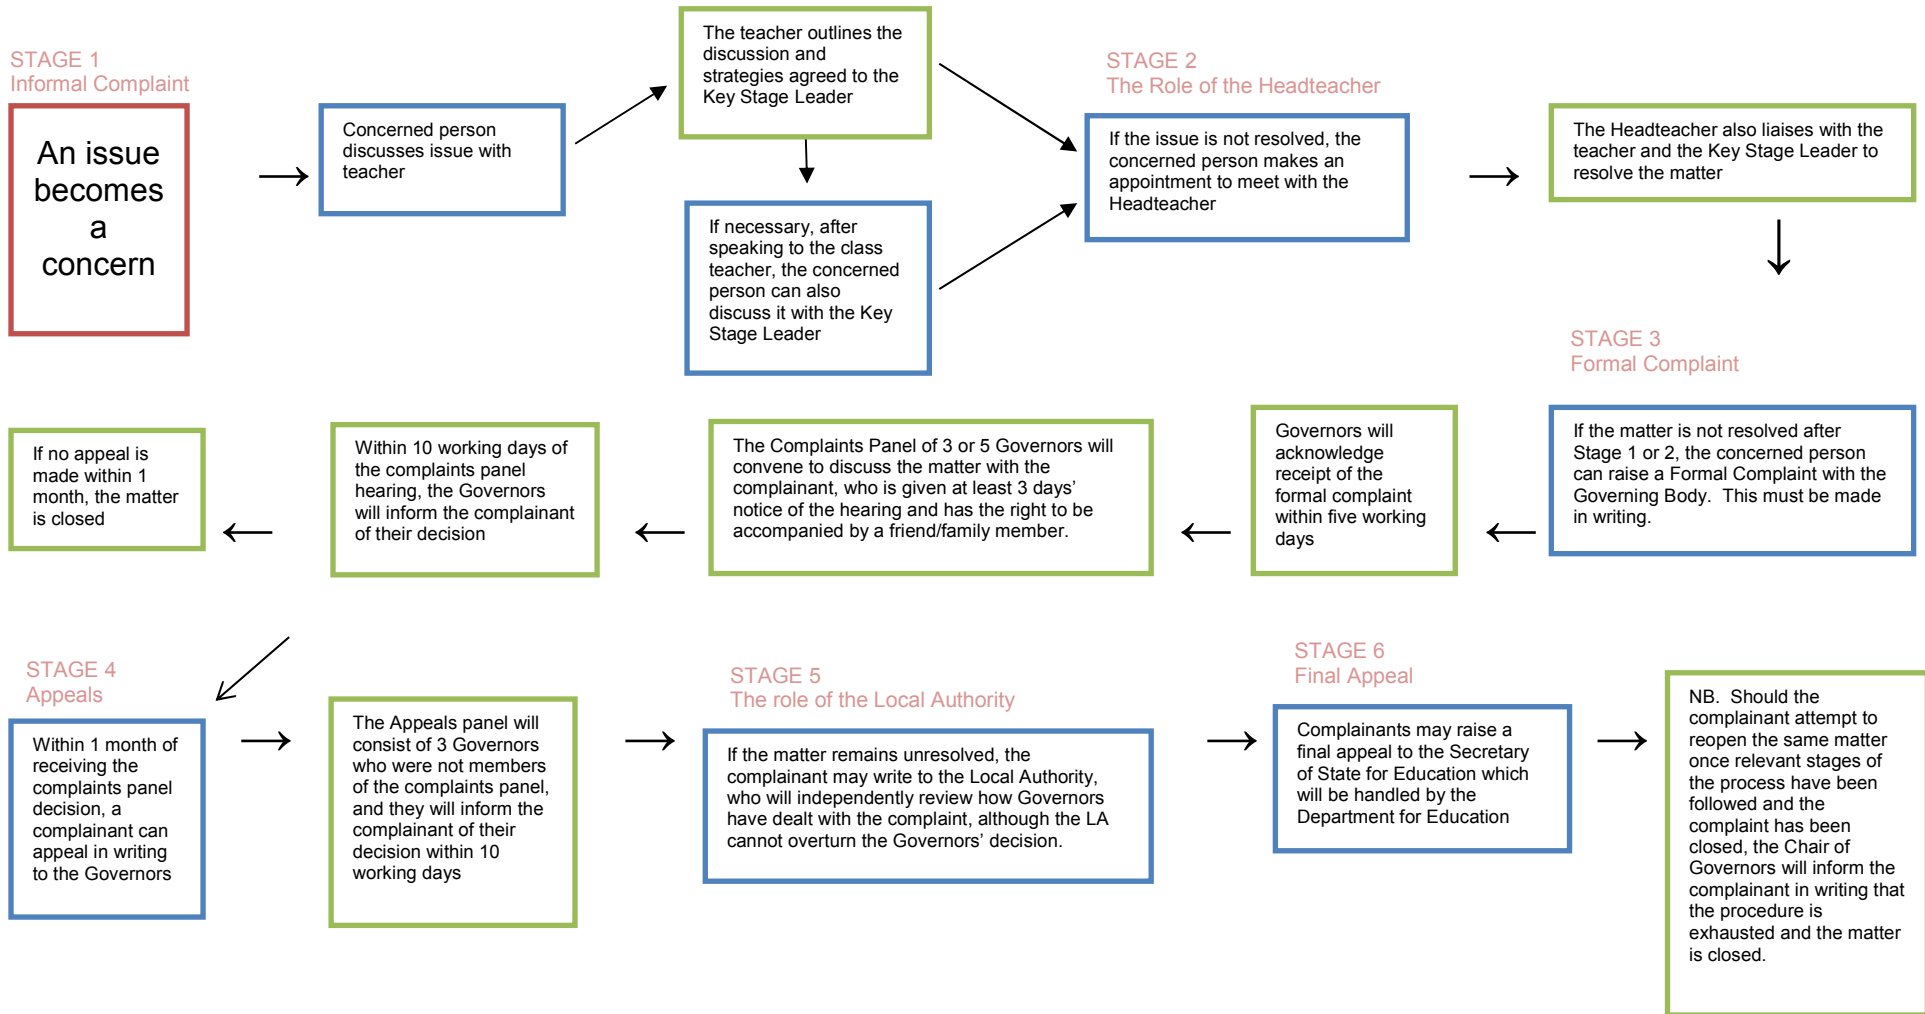 STAGE 1
Informal Complaint
An issue
becomes
a
concern
Concerned person
discusses issue with
teacher
The teacher outlines the
discussion and
strategies agreed to the
Key Stage Leader
If necessary, after
speaking to the class
teacher, the concerned
person can also
discuss it with the Key
Stage Leader
STAGE 2
The Role of the Headteacher
If the issue is not resolved, the
concerned person makes an
appointment to meet with the
Headteacher
The Headteacher also liaises with the
teacher and the Key Stage Leader to
resolve the matter
STAGE 3
Formal Complaint
If the matter is not resolved after
Stage 1 or 2, the concerned person
can raise a Formal Complaint with the
Governing Body.  This must be made
in writing.
Governors will
acknowledge
receipt of the
formal complaint
within five working
days
The Complaints Panel of 3 or 5 Governors will
convene to discuss the matter with the
complainant, who is given at least 3 days’
notice of the hearing and has the right to be
accompanied by a friend/family member.
Within 10 working days of
the complaints panel
hearing, the Governors
will inform the complainant
of their decision
If no appeal is
made within 1
month, the matter
is closed
STAGE 4
Appeals
Within 1 month of
receiving the
complaints panel
decision, a
complainant can
appeal in writing
to the Governors
The Appeals panel will
consist of 3 Governors
who were not members
of the complaints panel,
and they will inform the
complainant of their
decision within 10
working days
STAGE 5
The role of the Local Authority
If the matter remains unresolved, the
complainant may write to the Local Authority,
who will independently review how Governors
have dealt with the complaint, although the LA
cannot overturn the Governors’ decision.
STAGE 6
Final Appeal
Complainants may raise a
final appeal to the Secretary
of State for Education which
will be handled by the
Department for Education
NB.  Should the
complainant attempt to
reopen the same matter
once relevant stages of
the process have been
followed and the
complaint has been
closed, the Chair of
Governors will inform the
complainant in writing that
the procedure is
exhausted and the matter
is closed.